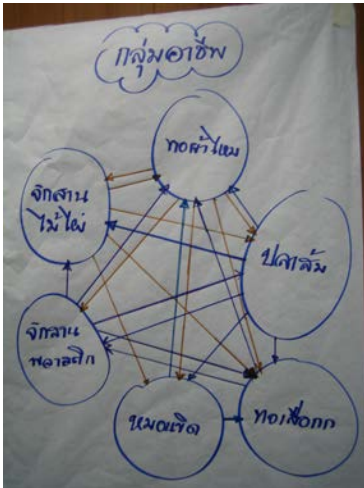 กลุ่มอาชีพ
ทอผ้าไหม
จักสาน
ไม้ไผ่
ปลาส้ม
จักสาน
พลาสติก
หมอนขิด
ทอเสื่อกก